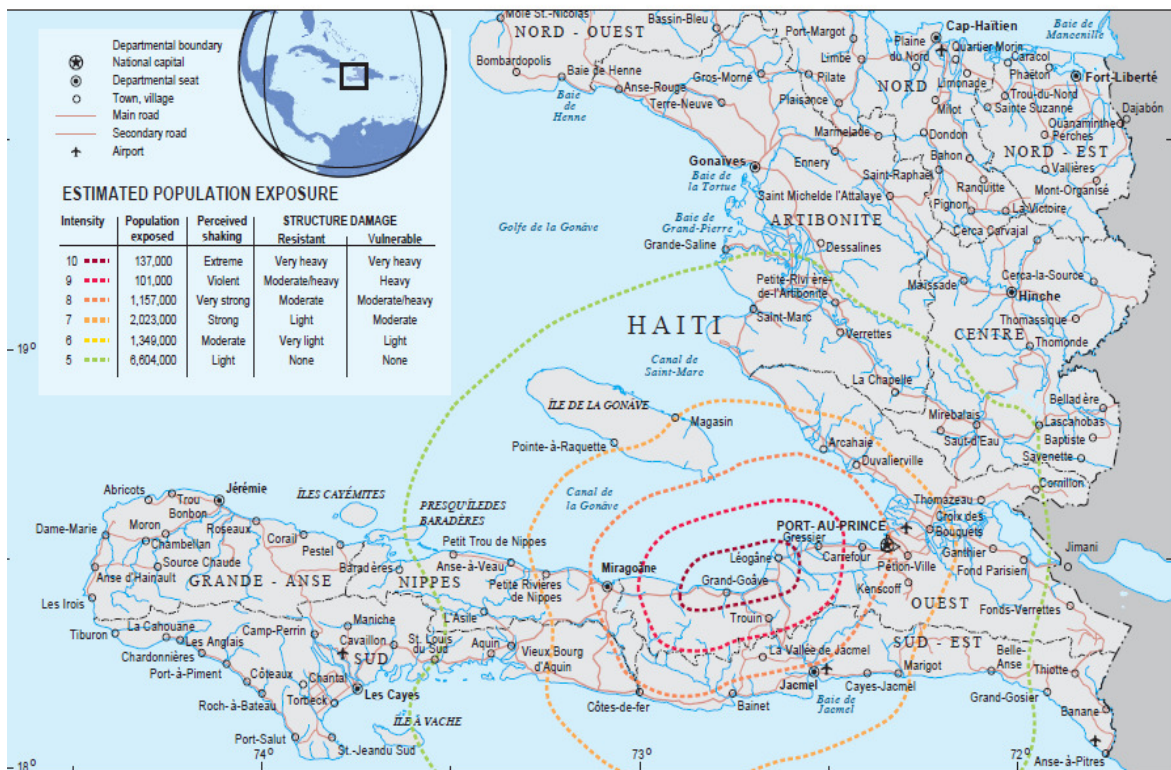 Môle St.-Nicolas
NORD - OUEST
Bassin-Bleu
Port-Margot
Cap-Haïtien
Baie de
Mancenille
Bombardopolis
Baie de Henne
Anse-Rouge
Baie
de
Henne
Gros-Morne
Terre-Neuve
Limbé
Pilate
Plaisance
Plaine
du Nord
Quartier Morin
Limonade
NORD
Milot
Caracol
Phaëton
Trou-du-Nord
Sainte Suzanne
Fort-Liberté
Ouanaminthe
Dajabón
Perches
NORD - EST
Marmelade
Dondon
Bahon
Vallières
Mont-Organisé
Ennery
Saint-Raphaël
Ranquitte
Gonaïves
Baie de
la Tortue
Saint Michelde l'Attalaye
Pignon
La Victoire
Cerca Carvajal
ARTIBONITE
Baie de
Grand-Pierre
Grande-Saline
Dessalines
Golfe de la Gonâve
Departmental boundary
National capital
Departmental seat
Town, village
Main road
Secondary road
Airport
ESTIMATED POPULATION EXPOSURE
Intensity Population exposed Perceived shaking STRUCTURE DAMAGE
Resistant Vulnerable
10 137,000 Extreme Very heavy Very heavy
9 101,000 Violent Moderate/heavy Heavy
8 1,157,000 Very strong Moderate Moderate/heavy
7 2,023,000 Strong Light Moderate
6 1,349,000 Moderate Very light Light
5 6,604,000 Light None None
Petite-Rivière-
de-l'Artibonite
Maïssade
Cerca-la-Source
Hinche
Saint-Marc
HAITI
Verrettes
CENTRE
Thomassique
Thomonde
19°
Canal de
Saint-Marc
La Chapelle
ÎLE DE LA GONÂVE
Magasin
Pointe-à-Raquette
Mirebalais
Saut-d'Eau
Belladère
Lascahobas
Baptiste
Savenette
Arcahaie
Duvalierville
Cornillon
Abricots
Trou
Bonbon
Jérémie
ÎLES CAYÉMITES
PRESQU'ÎLEDES
BARADÈRES
Canal de
la Gonâve
Thomazeau
Dame-Marie
Moron
Roseaux
Corail
Pestel
Petit Trou de Nippes
PORT-AU-PRINCE
Croix des
Bouquets
Chambellan
Source Chaude
Anse d'Hainault
Baradères
Anse-à-Veau
Gressier
Léogâne
Carrefour
Pétion-Ville
Ganthier
Fond Parisien
Jimani
GRANDE - ANSE
NIPPES
Petite Rivières
de Nippes
Miragoâne
Grand-Goâve
Kenscoff
OUEST
Fonds-Verrettes
Les Irois
Tiburon
La Cahouane
Les Anglais
Camp-Perrin
Maniche
Cavaillon
L'Asile
St. Louis
du Sud
Aquin
Vieux Bourg
d'Aquin
Trouin
La Vallée de Jacmel
SUD - EST
Chardonnières
Port-à-Piment
SUD
Côteaux
Chantal
Torbeck
Les Cayes
Roch-à-Bateau
Côtes-de-fer
Bainet
Jacmel
Baie de
Jacmel
Cayes-Jacmel
Marigot
Belle-
Anse
Thiotte
Grand-Gosier
Banane
ÎLE À VACHE
Port-Salut
St.-Jeandu Sud
Anse-à-Pitres
18°
74°
73°
72°